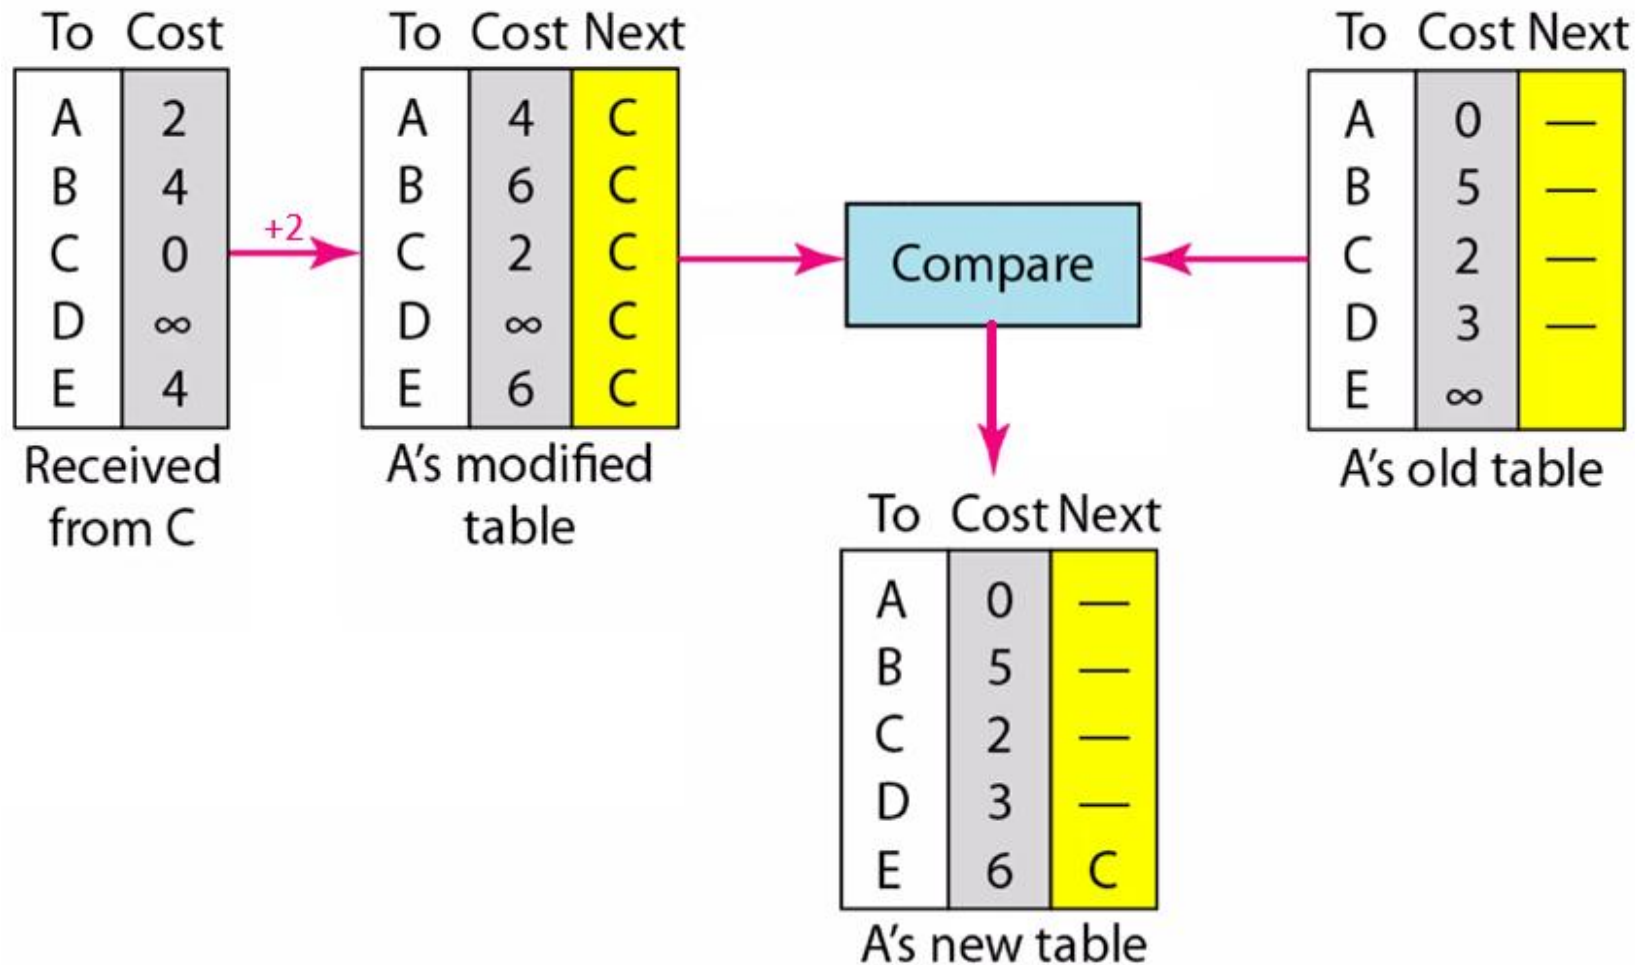 To Cost
A 2
B 4
C 0
D ∞
E 4
Received
from C
+2
To Cost Next
A 4 C
B 6 C
C 2 C
D ∞ C
E 6 C
A's modified
table
Compare
To Cost Next
A 0 —
B 5 —
C 2 —
D 3 —
E ∞
A's old table
To Cost Next
A 0 —
B 5 —
C 2 —
D 3 —
E 6 C
A's new table